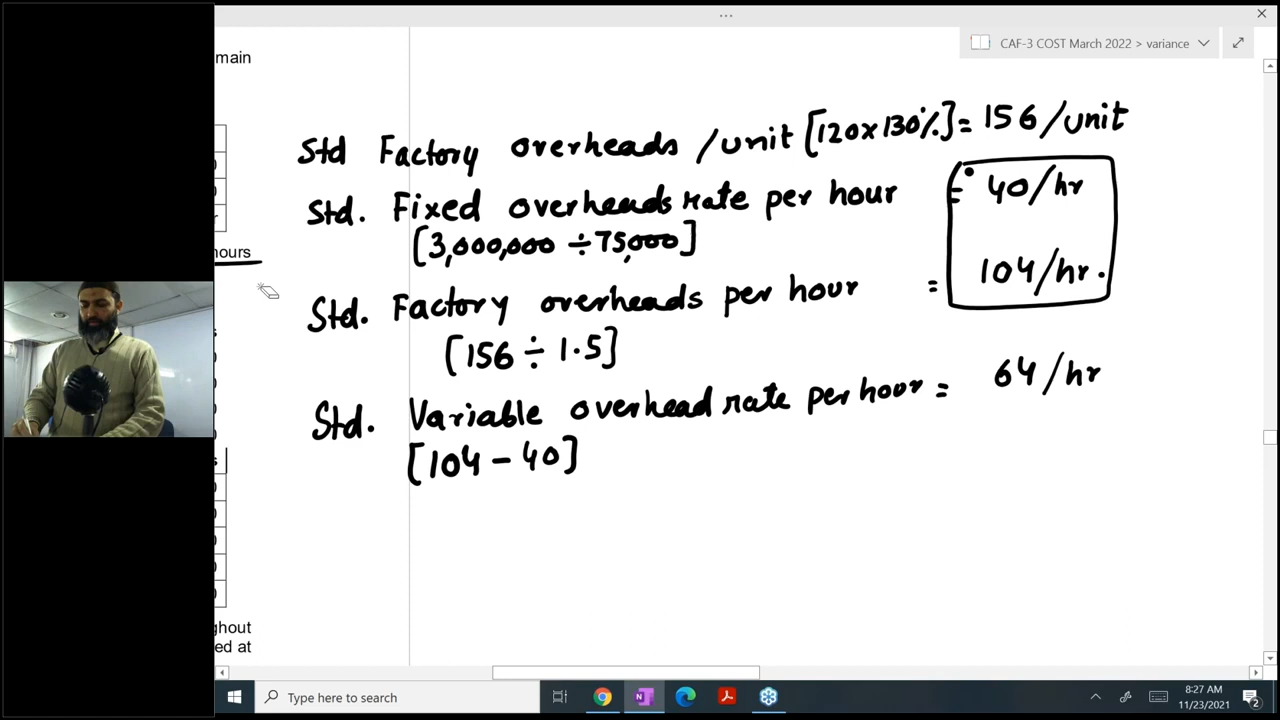 CAF-3 COST March 2022 > variance
main
Std Factory overheads /unit [120x130%] = 156/unit
Std. Fixed overheads rate per hour = 40/hr
[3,000,000 ÷ 75,000]
hours
Std. Factory overheads per hour = 104/hr.
[156 ÷ 1.5]
Std. Variable overhead rate per hour = 64/hr
[104 - 40]
ghout
ed at
Type here to search
8:27 AM
11/23/2021
2